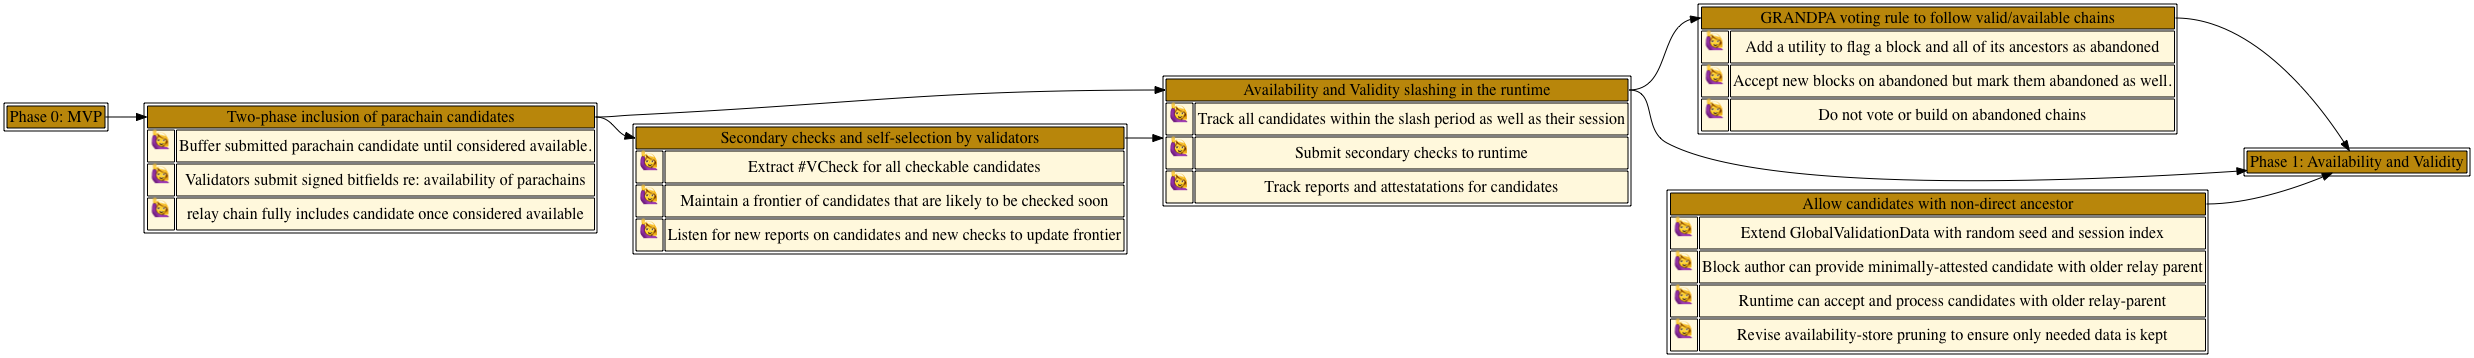 Phase 0: MVP
Two-phase inclusion of parachain candidates
Buffer submitted parachain candidate until considered available.
Validators submit signed bitfields re: availability of parachains
relay chain fully includes candidate once considered available
Secondary checks and self-selection by validators
Extract #VCheck for all checkable candidates
Maintain a frontier of candidates that are likely to be checked soon
Listen for new reports on candidates and new checks to update frontier
Availability and Validity slashing in the runtime
Track all candidates within the slash period as well as their session
Submit secondary checks to runtime
Track reports and attestatations for candidates
GRANDPA voting rule to follow valid/available chains
Add a utility to flag a block and all of its ancestors as abandoned
Accept new blocks on abandoned but mark them abandoned as well.
Do not vote or build on abandoned chains
Allow candidates with non-direct ancestor
Extend GlobalValidationData with random seed and session index
Block author can provide minimally-attested candidate with older relay parent
Runtime can accept and process candidates with older relay-parent
Revise availability-store pruning to ensure only needed data is kept
Phase 1: Availability and Validity